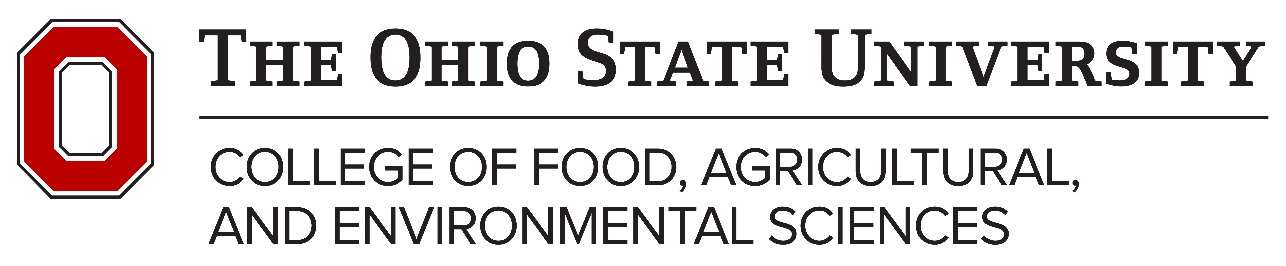 THE OHIO STATE UNIVERSITY
COLLEGE OF FOOD, AGRICULTURAL,
AND ENVIRONMENTAL SCIENCES